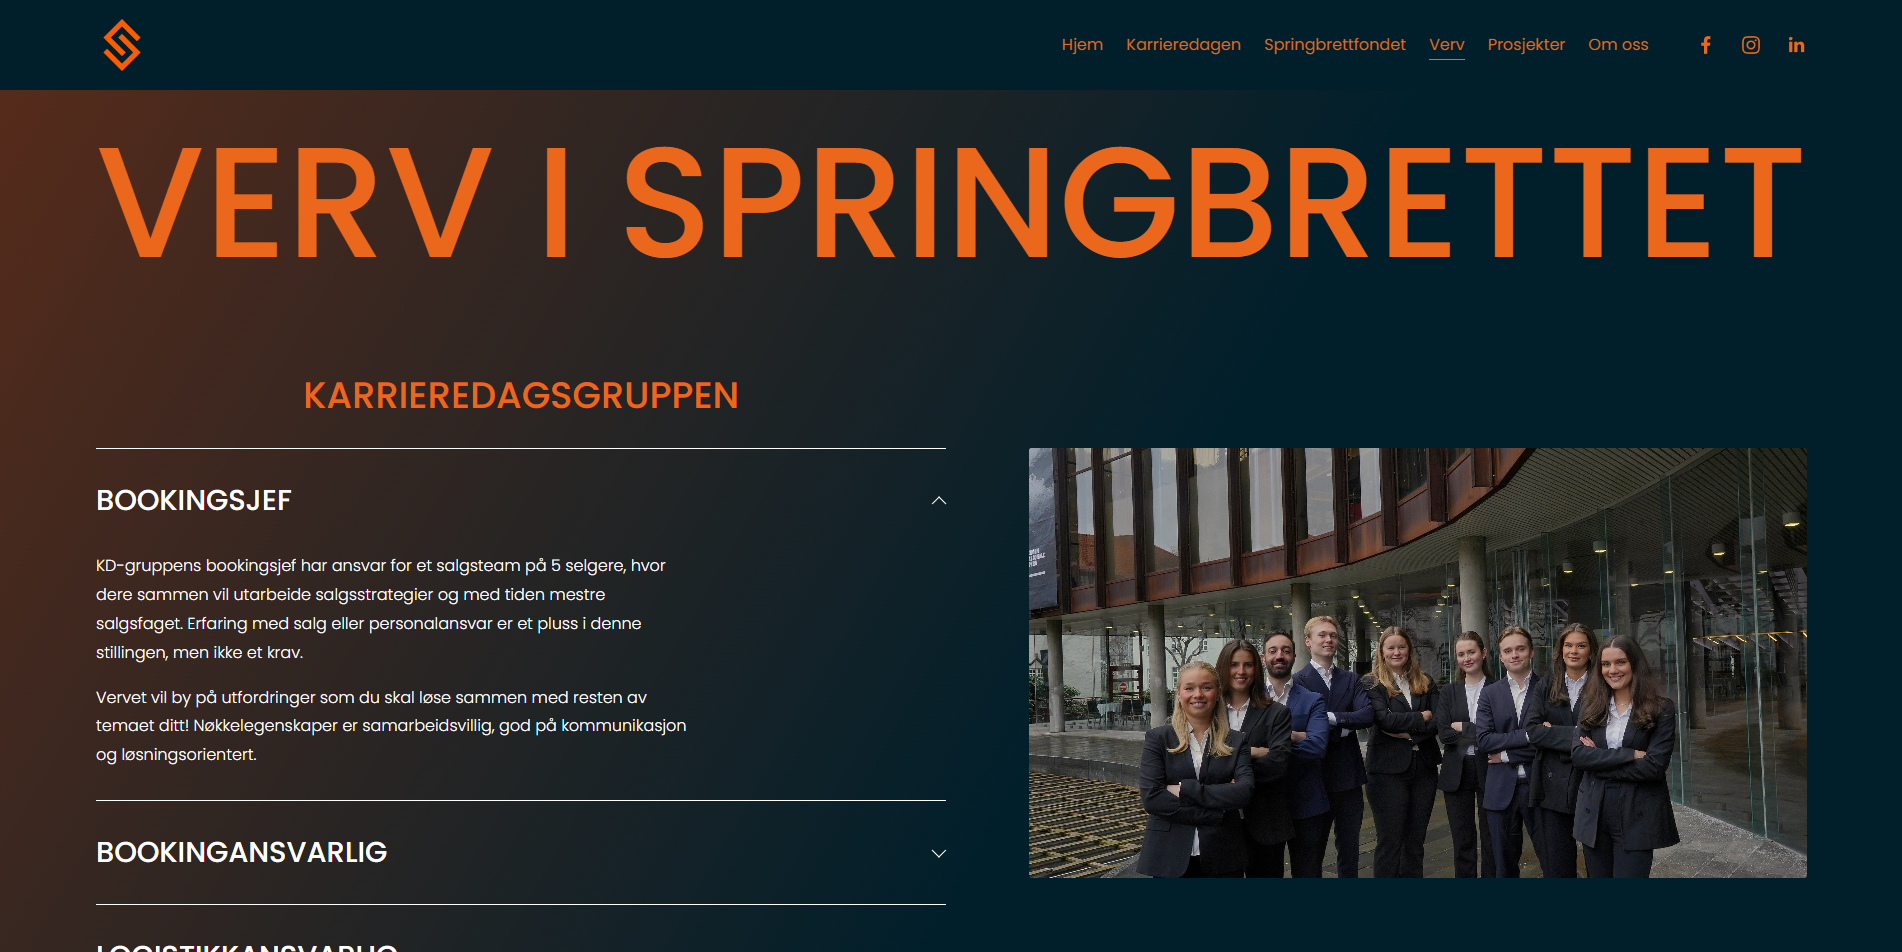 Hjem Karrieredagen Springbrettfondet Verv Prosjekter Om oss
VERV I SPRINGBRETTET
KARRIEREDAGSGRUPPEN
BOOKINGSJEF
KD-gruppens bookingsjef har ansvar for et salgsteam på 5 selgere, hvor
dere sammen vil utarbeide salgsstrategier og med tiden mestre
salgsfaget. Erfaring med salg eller personalansvar er et pluss i denne
stillingen, men ikke et krav.
Vervet vil by på utfordringer som du skal løse sammen med resten av
temaet ditt! Nøkkelegenskaper er samarbeidsvillig, god på kommunikasjon
og løsningsorientert.
BOOKINGANSVARLIG
LOGISTIKKANSVARLIG